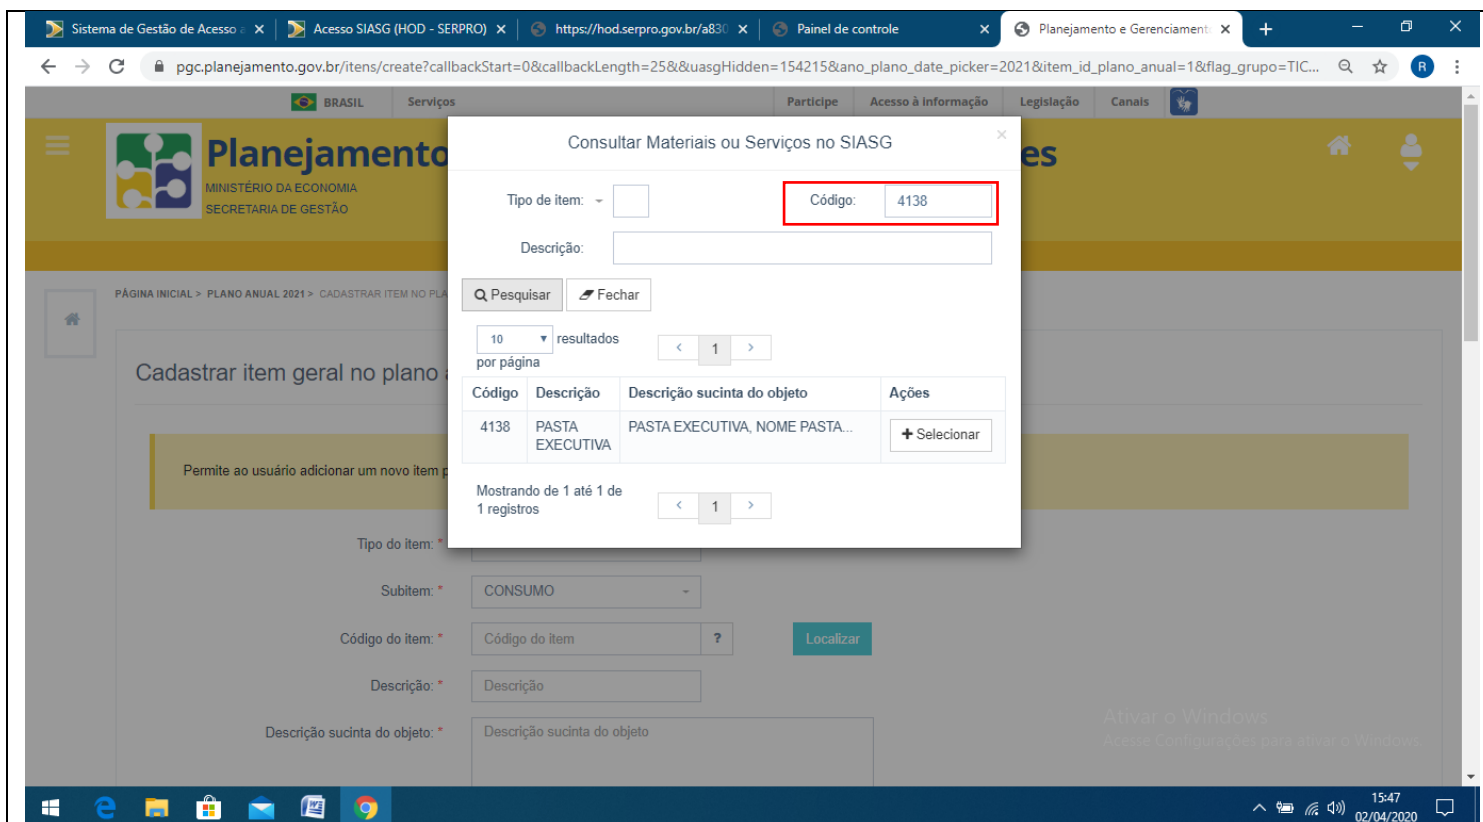 Sistema de Gestão de Acesso a
Acesso SIASG (HOD - SERPRO)
https://hod.serpro.gov.br/a830
Painel de controle
Planejamento e Gerenciament
pgc.planejamento.gov.br/itens/create?callbackStart=0&callbackLength=25&&uasgHidden=154215&ano_plano_date_picker=2021&item_id_plano_anual=1&flag_grupo=TIC...
R
BRASIL Serviços Participe Acesso à informação Legislação Canais
Planejamento es
MINISTÉRIO DA ECONOMIA
SECRETARIA DE GESTÃO
PÁGINA INICIAL > PLANO ANUAL 2021 > CADASTRAR ITEM NO PLA
Cadastrar item geral no plano
Permite ao usuário adicionar um novo item p
Consultar Materiais ou Serviços no SIASG ×
Tipo de item: Código: 4138
Descrição:
Pesquisar Fechar
10 resultados
por página
< 1 >
Código Descrição Descrição sucinta do objeto Ações
4138 PASTA EXECUTIVA PASTA EXECUTIVA, NOME PASTA... + Selecionar
Mostrando de 1 até 1 de
1 registros
< 1 >
Tipo do item: *
Subitem: * CONSUMO
Código do item: * Código do item ? Localizar
Descrição: * Descrição
Descrição sucinta do objeto: * Descrição sucinta do objeto
Ativar o Windows
Acesse Configurações para ativar o Windows.
15:47
02/04/2020